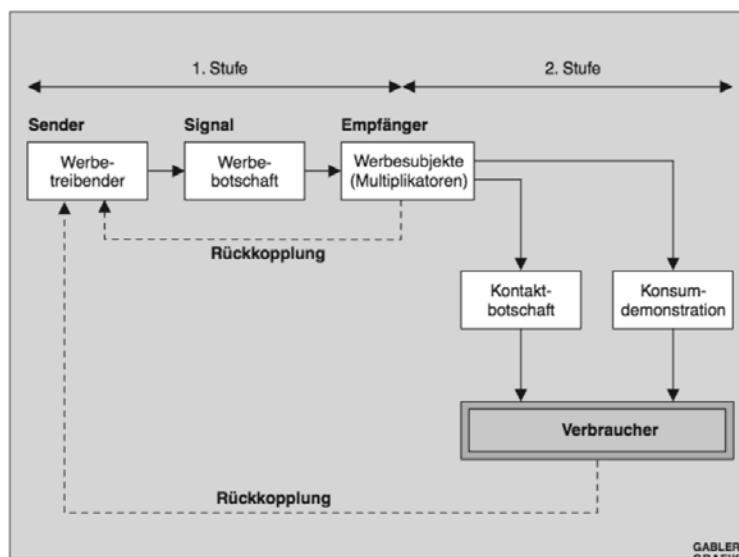 1. Stufe
2. Stufe
Sender
Signal
Empfänger
Werbe-
treibender
Werbe-
botschaft
Werbesubjekte
(Multiplikatoren)
Rückkopplung
Kontakt-
botschaft
Konsum-
demonstration
Verbraucher
Rückkopplung
GABLER